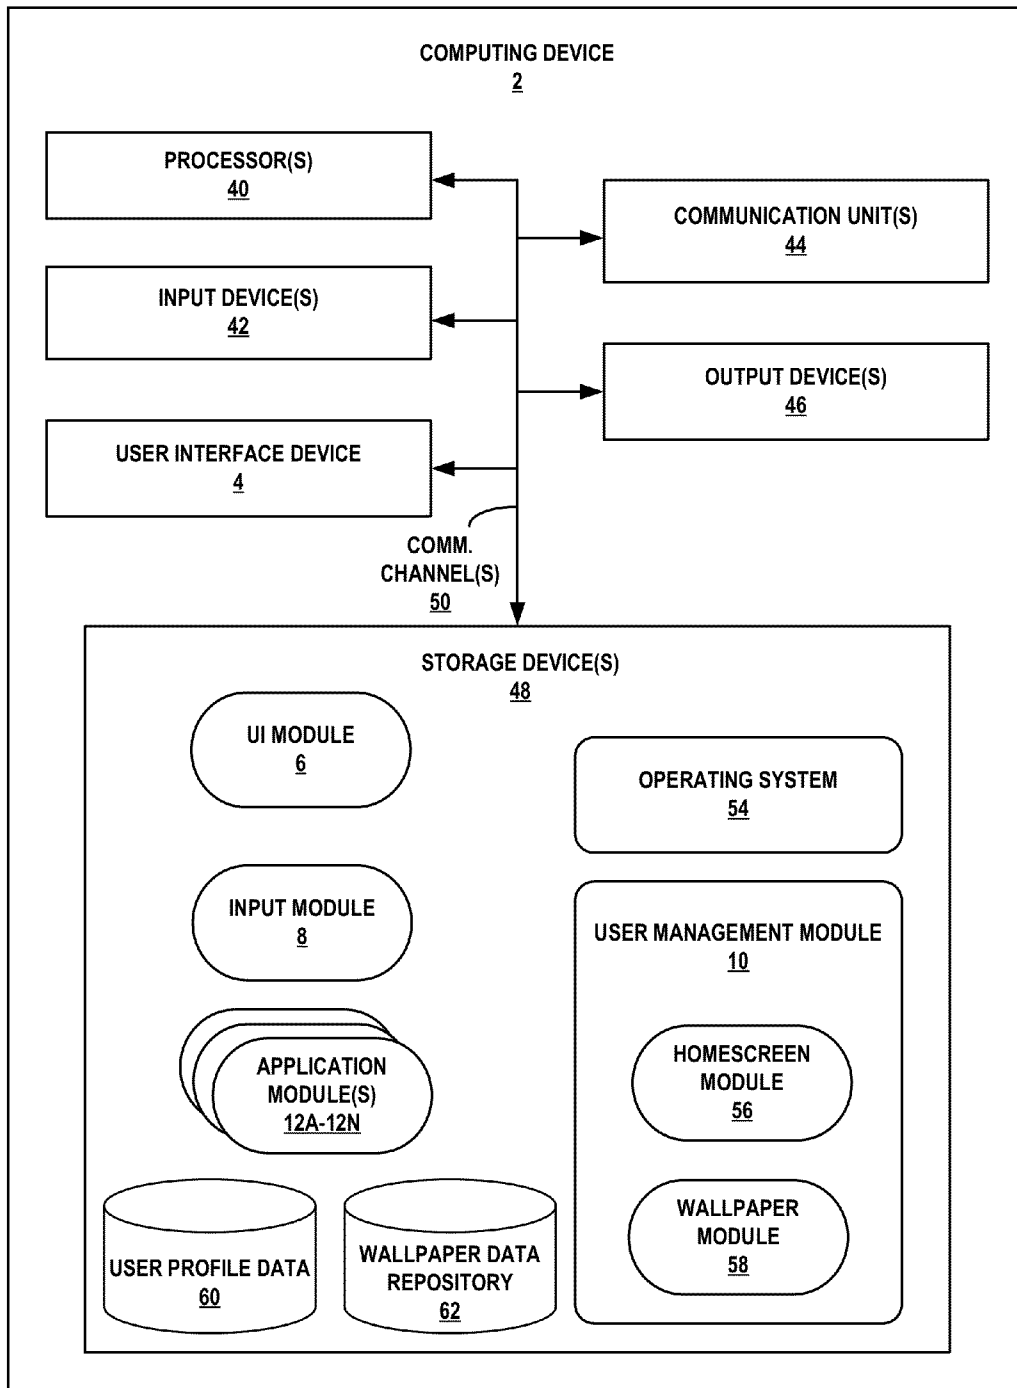 COMPUTING DEVICE
2
PROCESSOR(S)
40
COMMUNICATION UNIT(S)
44
INPUT DEVICE(S)
42
OUTPUT DEVICE(S)
46
USER INTERFACE DEVICE
4
COMM.
CHANNEL(S)
50
STORAGE DEVICE(S)
48
UI MODULE
6
OPERATING SYSTEM
54
INPUT MODULE
8
USER MANAGEMENT MODULE
10
APPLICATION
MODULE(S)
12A-12N
HOMESCREEN
MODULE
56
USER PROFILE DATA
60
WALLPAPER DATA
REPOSITORY
62
WALLPAPER
MODULE
58